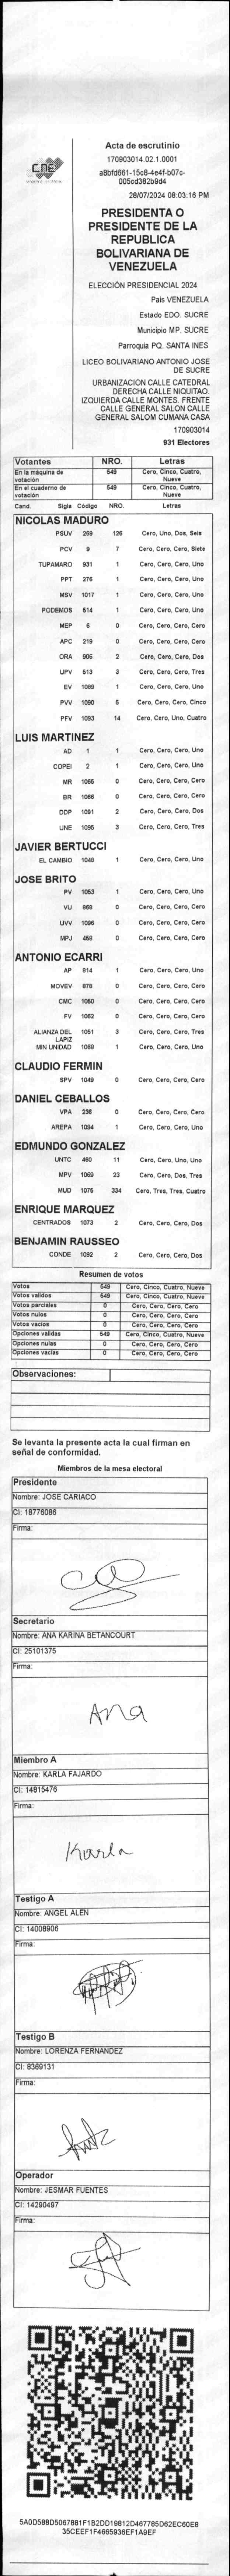 CNE
Acta de escrutinio
170903014.02.1.0001
a8bfd661-15c8-4e4f-b07c-
005cd382b9d4
28/07/2024 08:03:16 PM
PRESIDENTA O
PRESIDENTE DE LA
REPUBLICA
BOLIVARIANA DE
VENEZUELA
ELECCIÓN PRESIDENCIAL 2024
País VENEZUELA
Estado EDO. SUCRE
Municipio MP. SUCRE
Parroquia PQ. SANTA INES
LICEO BOLIVARIANO ANTONIO JOSE
DE SUCRE
URBANIZACION CALLE CATEDRAL
DERECHA CALLE NIQUITAO.
IZQUIERDA CALLE MONTES. FRENTE
CALLE GENERAL SALON CALLE
GENERAL SALOM CUMANA CASA
170903014
931 Electores
Votantes NRO. Letras
En la máquina de votación 549 Cero, Cinco, Cuatro, Nueve
En el cuaderno de votación 549 Cero, Cinco, Cuatro, Nueve
Cand. Sigla Código NRO. Letras
NICOLAS MADURO
PSUV 269 126 Cero, Uno, Dos, Seis
PCV 9 7 Cero, Cero, Cero, Siete
TUPAMARO 931 1 Cero, Cero, Cero, Uno
PPT 276 1 Cero, Cero, Cero, Uno
MSV 1017 1 Cero, Cero, Cero, Uno
PODEMOS 514 1 Cero, Cero, Cero, Uno
MEP 6 0 Cero, Cero, Cero, Cero
APC 219 0 Cero, Cero, Cero, Cero
ORA 906 2 Cero, Cero, Cero, Dos
UPV 513 3 Cero, Cero, Cero, Tres
EV 1089 1 Cero, Cero, Cero, Uno
PVV 1090 5 Cero, Cero, Cero, Cinco
PFV 1093 14 Cero, Cero, Uno, Cuatro
LUIS MARTINEZ
AD 1 1 Cero, Cero, Cero, Uno
COPEI 2 1 Cero, Cero, Cero, Uno
MR 1055 0 Cero, Cero, Cero, Cero
BR 1066 0 Cero, Cero, Cero, Cero
DDP 1091 2 Cero, Cero, Cero, Dos
UNE 1095 3 Cero, Cero, Cero, Tres
JAVIER BERTUCCI
EL CAMBIO 1040 1 Cero, Cero, Cero, Uno
JOSE BRITO
PV 1053 1 Cero, Cero, Cero, Uno
VU 968 0 Cero, Cero, Cero, Cero
UVV 1096 0 Cero, Cero, Cero, Cero
MPJ 458 0 Cero, Cero, Cero, Cero
ANTONIO ECARRI
AP 814 1 Cero, Cero, Cero, Uno
MOVEV 878 0 Cero, Cero, Cero, Cero
CMC 1050 0 Cero, Cero, Cero, Cero
FV 1062 0 Cero, Cero, Cero, Cero
ALIANZA DEL LAPIZ 1051 3 Cero, Cero, Cero, Tres
MIN UNIDAD 1068 1 Cero, Cero, Cero, Uno
CLAUDIO FERMIN
SPV 1049 0 Cero, Cero, Cero, Cero
DANIEL CEBALLOS
VPA 236 0 Cero, Cero, Cero, Cero
AREPA 1094 1 Cero, Cero, Cero, Uno
EDMUNDO GONZALEZ
UNTC 460 11 Cero, Cero, Uno, Uno
MPV 1069 23 Cero, Cero, Dos, Tres
MUD 1075 334 Cero, Tres, Tres, Cuatro
ENRIQUE MARQUEZ
CENTRADOS 1073 2 Cero, Cero, Cero, Dos
BENJAMIN RAUSSEO
CONDE 1092 2 Cero, Cero, Cero, Dos
Resumen de votos
Votos 549 Cero, Cinco, Cuatro, Nueve
Votos validos 549 Cero, Cinco, Cuatro, Nueve
Votos parciales 0 Cero, Cero, Cero, Cero
Votos nulos 0 Cero, Cero, Cero, Cero
Votos vacios 0 Cero, Cero, Cero, Cero
Opciones validas 549 Cero, Cinco, Cuatro, Nueve
Opciones nulas 0 Cero, Cero, Cero, Cero
Opciones vacias 0 Cero, Cero, Cero, Cero
Observaciones:
Se levanta la presente acta la cual firman en
señal de conformidad.
Miembros de la mesa electoral
Presidente
Nombre: JOSE CARIACO
CI: 18776086
Firma:
Secretario
Nombre: ANA KARINA BETANCOURT
CI: 25101375
Firma:
Ana
Miembro A
Nombre: KARLA FAJARDO
CI: 14815476
Firma:
Karla
Testigo A
Nombre: ANGEL ALEN
CI: 14008906
Firma:
Testigo B
Nombre: LORENZA FERNANDEZ
CI: 8369131
Firma:
Operador
Nombre: JESMAR FUENTES
CI: 14290497
Firma:
5A0D588D5067881F1B2DD19812D467785D62EC60E8
35CEEF1F4665936EF1A9EF